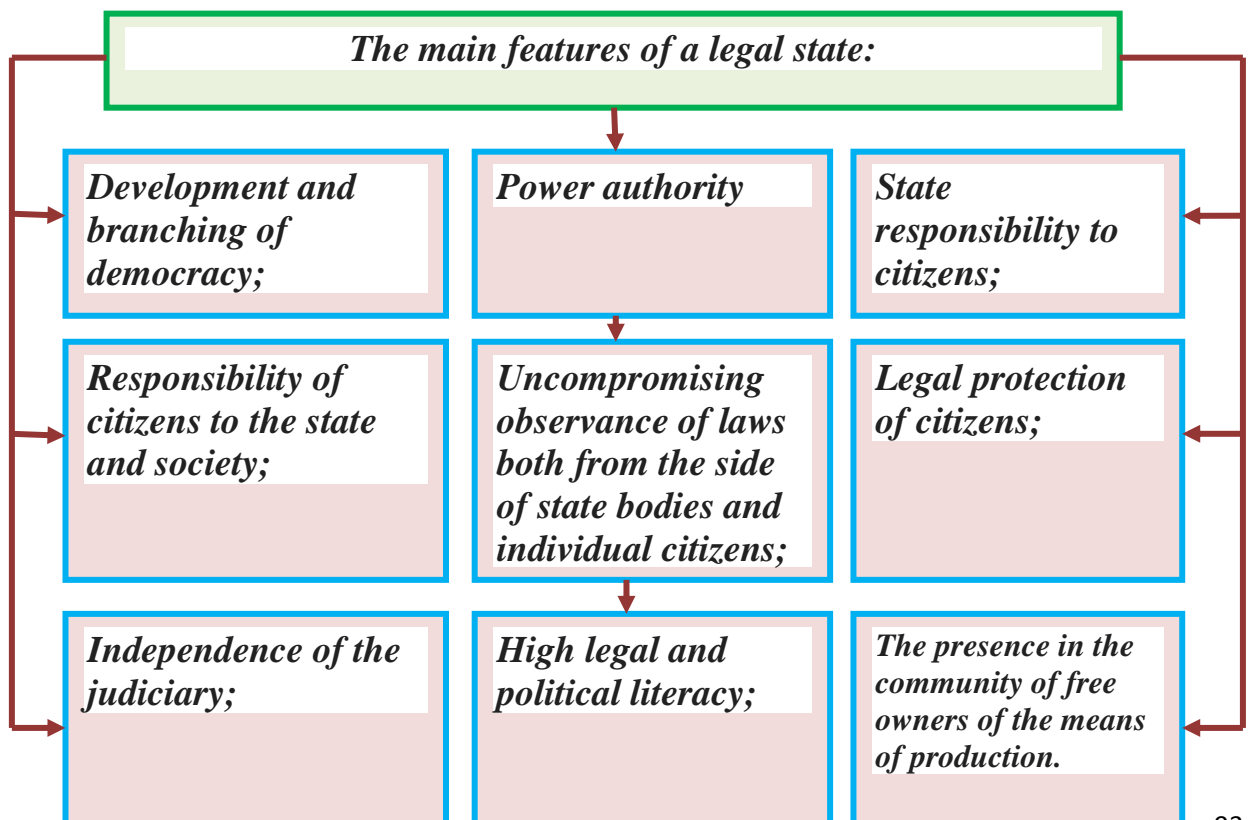 The main features of a legal state:
Development and
branching of
democracy;
Power authority
State
responsibility to
citizens;
Responsibility of
citizens to the state
and society;
Uncompromising
observance of laws
both from the side
of state bodies and
individual citizens;
Legal protection
of citizens;
Independence of the
judiciary;
High legal and
political literacy;
The presence in the
community of free
owners of the means
of production.